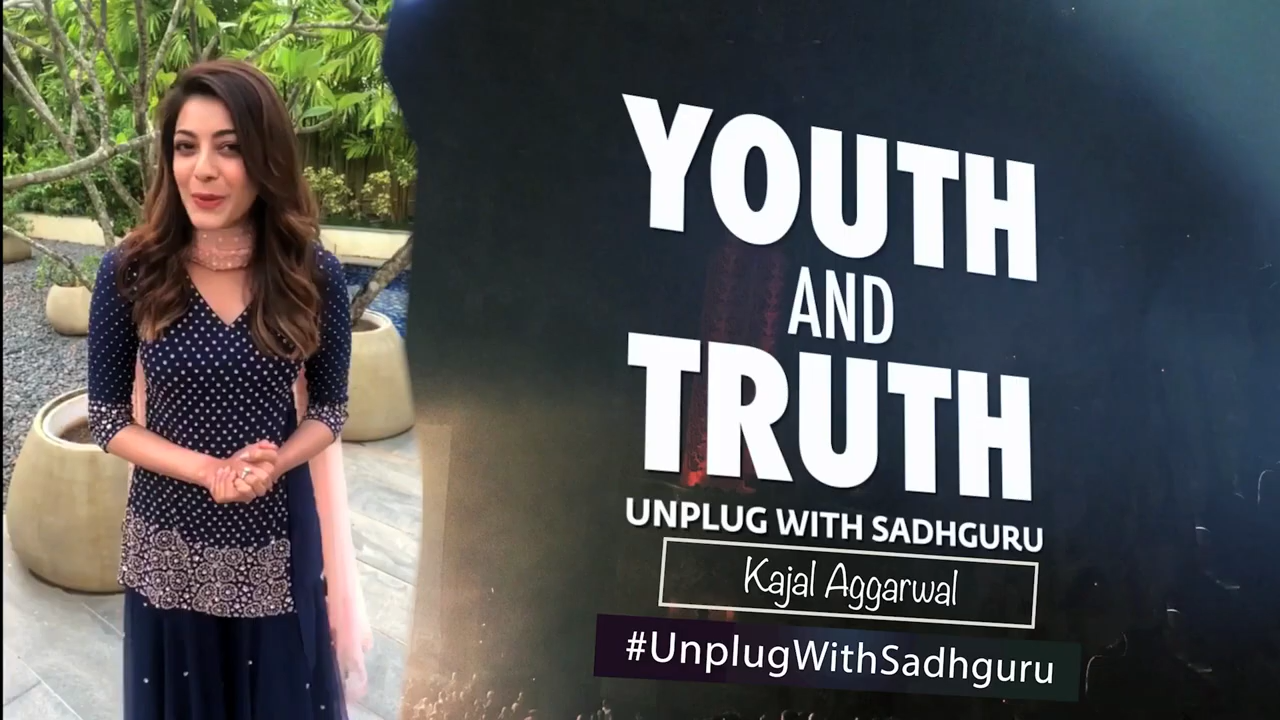 YOUTH
AND
TRUTH
UNPLUG WITH SADHGURU
Kajal Aggarwal
#UnplugWithSadhguru